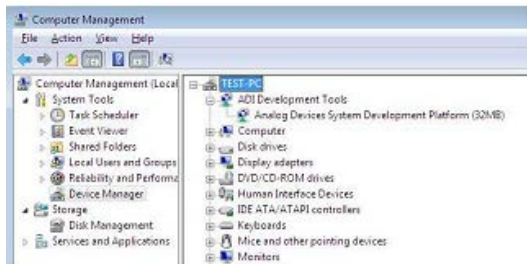 Computer Management
File Action View Help
Computer Management (Local
System Tools
Task Scheduler
Event Viewer
Shared Folders
Local Users and Groups
Reliability and Performa
Device Manager
Storage
Disk Management
Services and Applications
TEST-PC
ADI Development Tools
Analog Devices System Development Platform (32MB)
Computer
Disk drives
Display adapters
DVD/CD-ROM drives
Human Interface Devices
IDE ATA/ATAPI controllers
Keyboards
Mice and other pointing devices
Monitors